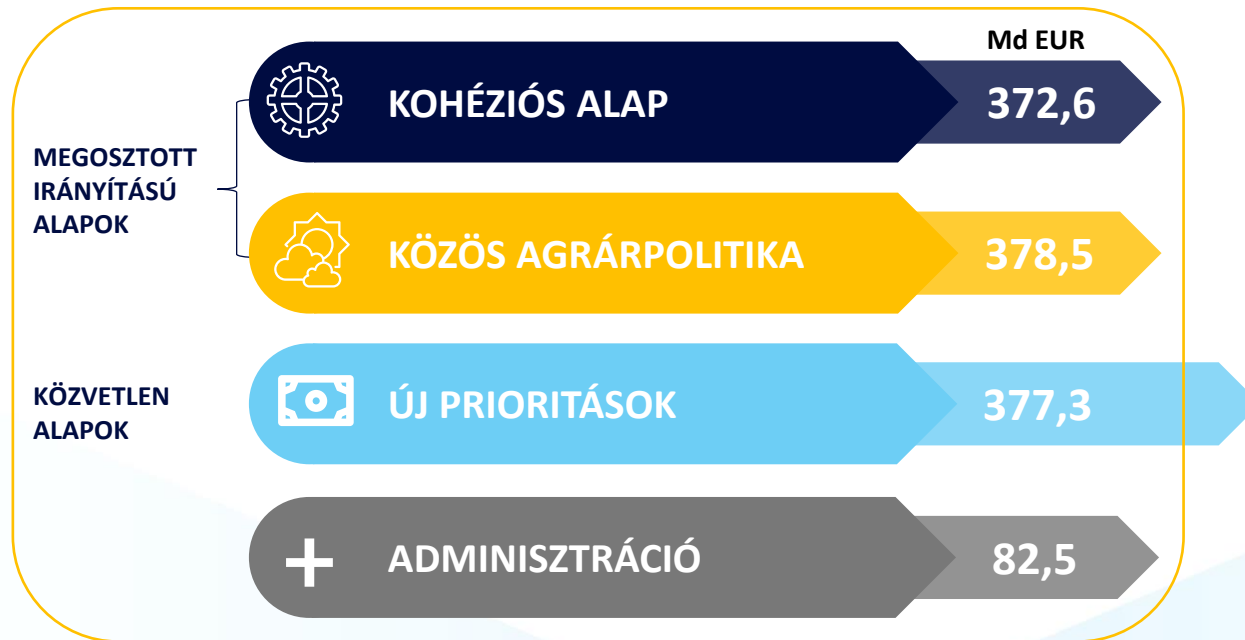 Md EUR
MEGOSZTOTT
IRÁNYÍTÁSÚ
ALAPOK
KOHÉZIÓS ALAP
372,6
KÖZÖS AGRÁRPOLITIKA
378,5
KÖZVETLEN
ALAPOK
ÚJ PRIORITÁSOK
377,3
+ ADMINISZTRÁCIÓ
82,5